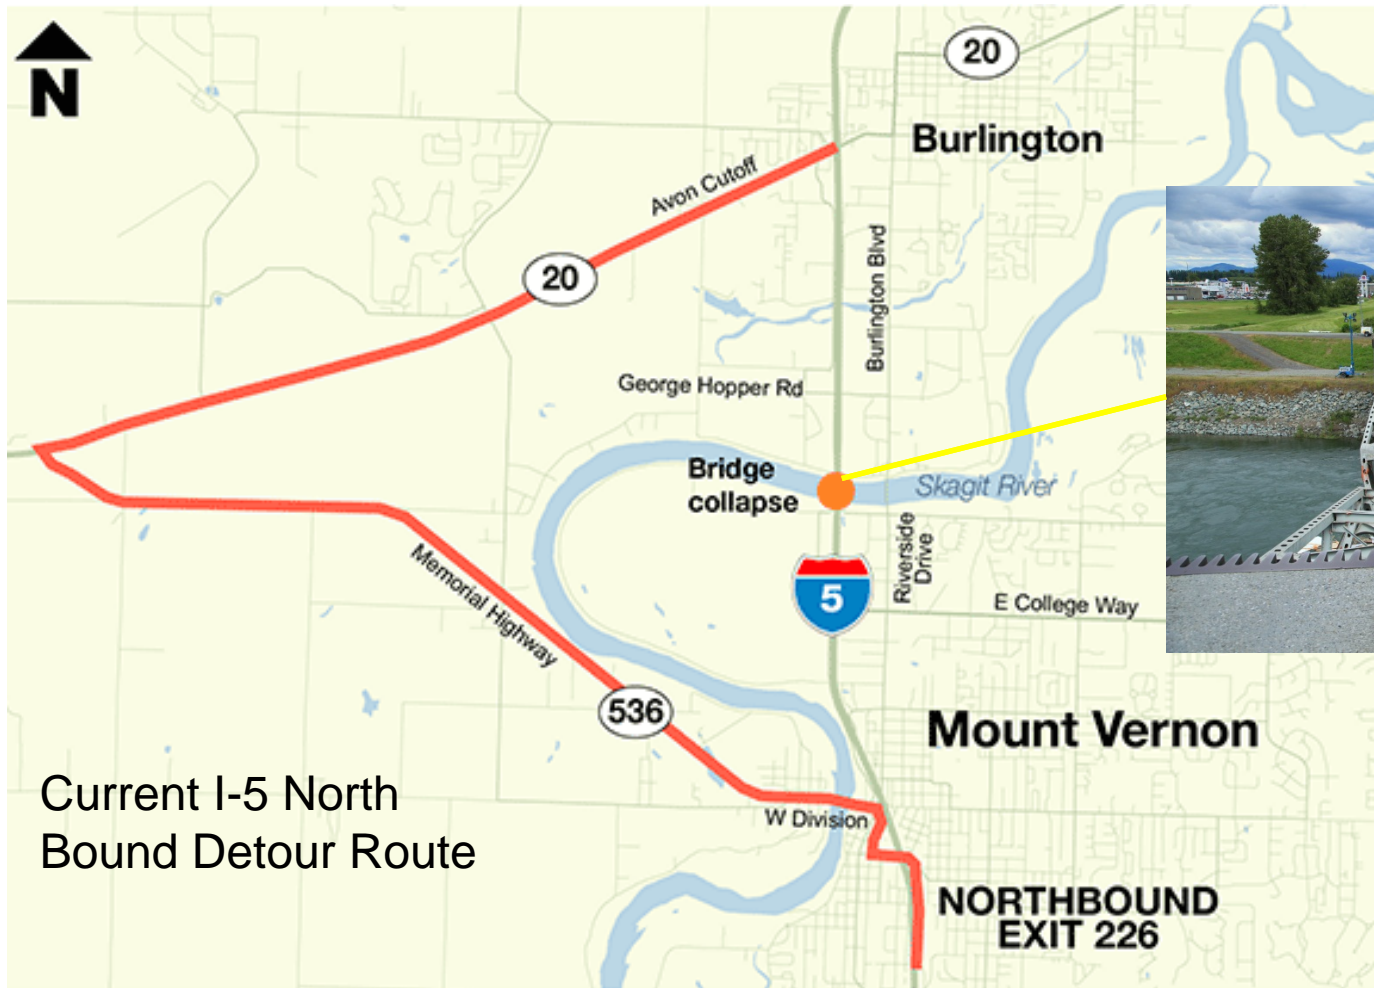 N
20
Burlington
Avon Cutoff
20
Burlington Blvd
George Hopper Rd
Bridge
collapse
Skagit River
Riverside
Drive
5
E College Way
Memorial Highway
536
Mount Vernon
Current I-5 North
Bound Detour Route
W Division
NORTHBOUND
EXIT 226